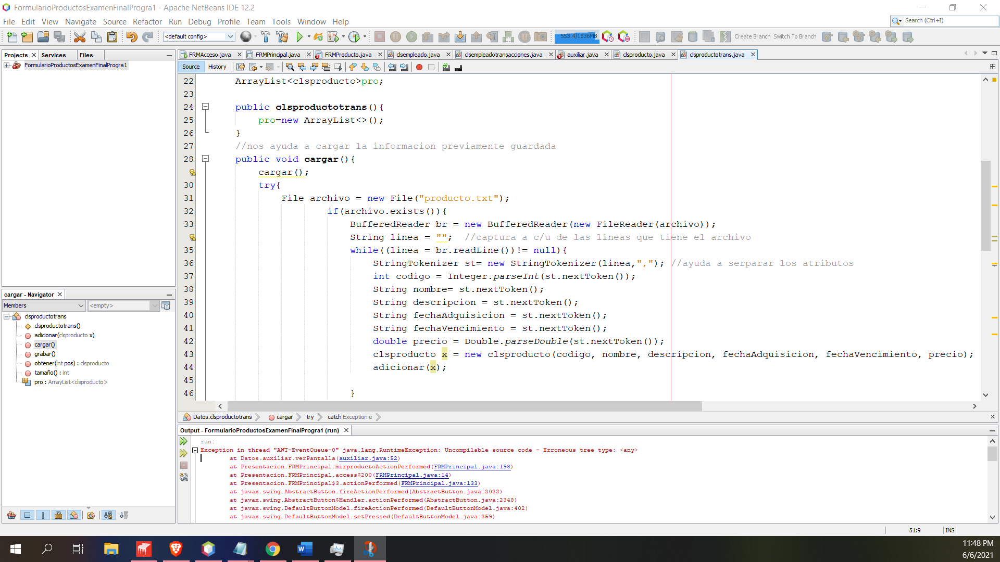 FormularioProductosExamenFinalProgra1 - Apache NetBeans IDE 12.2
File Edit View Navigate Source Refactor Run Debug Profile Team Tools Window Help
Search (Ctrl+I)
<default config>
553.4/1836MB
Create Branch Switch To Branch
Projects Services Files
FormularioProductosExamenFinalProgra1
FRMAcceso.java FRMPrincipal.java FRMProducto.java clsempleado.java clsempleadotransacciones.java auxiliar.java clsproducto.java clsproductotrans.java
Source History
22 ArrayList<clsproducto>pro;
23
24 public clsproductotrans(){
25 pro=new ArrayList<>();
26 }
27 //nos ayuda a cargar la informacion previamente guardada
28 public void cargar(){
cargar();
30 try{
31 File archivo = new File("producto.txt");
32 if(archivo.exists()){
33 BufferedReader br = new BufferedReader(new FileReader(archivo));
String linea = ""; //captura a c/u de las lineas que tiene el archivo
35 while((linea = br.readLine())!= null){
36 StringTokenizer st= new StringTokenizer(linea,","); //ayuda a serparar los atributos
37 int codigo = Integer.parseInt(st.nextToken());
38 String nombre= st.nextToken();
39 String descripcion = st.nextToken();
40 String fechaAdquisicion = st.nextToken();
41 String fechaVencimiento = st.nextToken();
42 double precio = Double.parseDouble(st.nextToken());
43 clsproducto x = new clsproducto(codigo, nombre, descripcion, fechaAdquisicion, fechaVencimiento, precio);
44 adicionar(x);
45
46 }
cargar - Navigator
Members <empty>
clsproductotrans
clsproductotrans()
adicionar(clsproducto x)
cargar()
grabar()
obtener(int pos) : clsproducto
tamaño() : int
pro : ArrayList<clsproducto>
Datos.clsproductotrans cargar try catch Exception e
Output - FormularioProductosExamenFinalProgra1 (run)
run:
Exception in thread "AWT-EventQueue-0" java.lang.RuntimeException: Uncompilable source code - Erroneous tree type: <any>
at Datos.auxiliar.verPantalla(auxiliar.java:52)
at Presentacion.FRMPrincipal.mirproductoActionPerformed(FRMPrincipal.java:198)
at Presentacion.FRMPrincipal.access$200(FRMPrincipal.java:14)
at Presentacion.FRMPrincipal$3.actionPerformed(FRMPrincipal.java:133)
at javax.swing.AbstractButton.fireActionPerformed(AbstractButton.java:2022)
at javax.swing.AbstractButton$Handler.actionPerformed(AbstractButton.java:2348)
at javax.swing.DefaultButtonModel.fireActionPerformed(DefaultButtonModel.java:402)
at javax.swing.DefaultButtonModel.setPressed(DefaultButtonModel.java:259)
51:9 INS
11:48 PM
6/6/2021